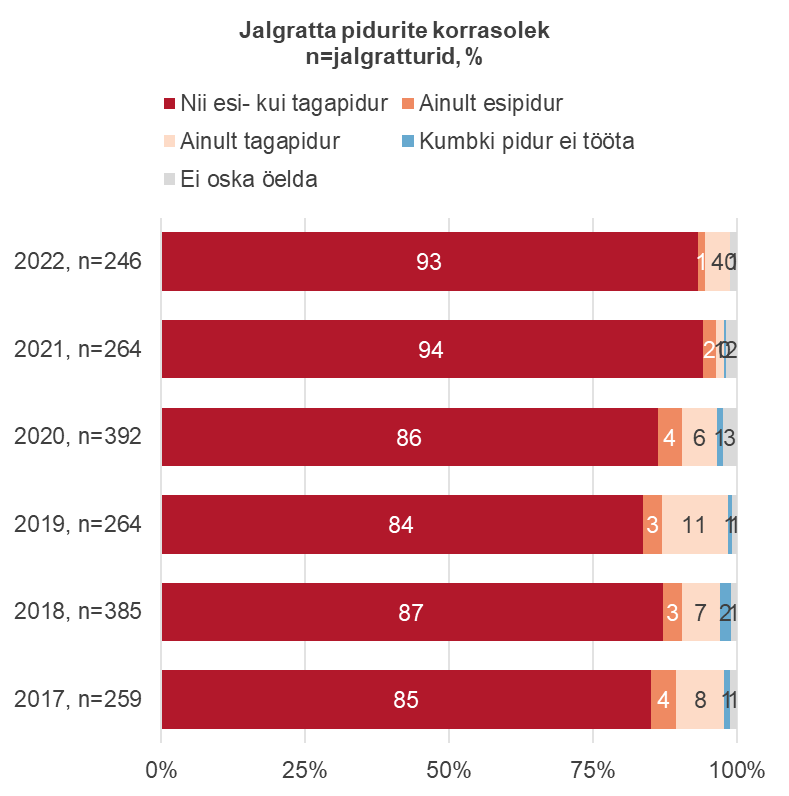 Jalgratta pidurite korrasolek
n=jalgratturid, %
Nii esi- kui tagapidur Ainult esipidur
Ainult tagapidur Kumbki pidur ei tööta
Ei oska öelda
2022, n=246 93 1 4 0 1
2021, n=264 94 2 1 0 2
2020, n=392 86 4 6 1 3
2019, n=264 84 3 11 1 1
2018, n=385 87 3 7 2 1
2017, n=259 85 4 8 1 1
0% 25% 50% 75% 100%